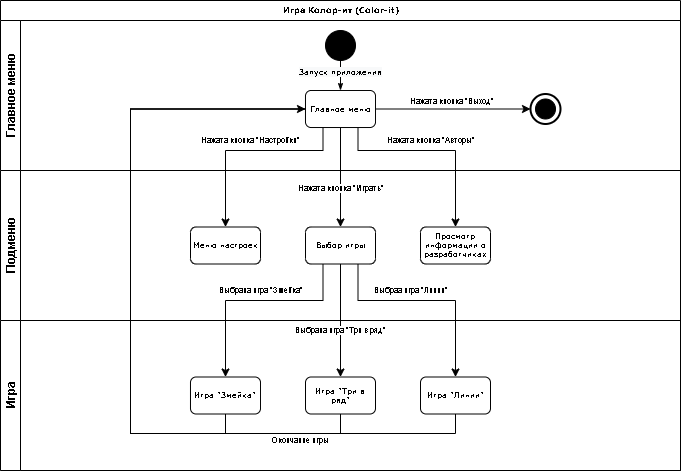 Игра Колор-ит (Color-it)
Главное меню
Запуск приложения
Главное меню
Нажата кнопка "Выход"
Нажата кнопка "Настройки"
Нажата кнопка "Авторы"
Подменю
Нажата кнопка "Играть"
Меню настроек
Выбор игры
Просмотр
информации о
разработчиках
Выбрана игра "Змейка"
Выбрана игра "Линии"
Игра
Выбрана игра "Три в ряд"
Игра "Змейка"
Игра "Три в
ряд"
Игра "Линии"
Окончание игры